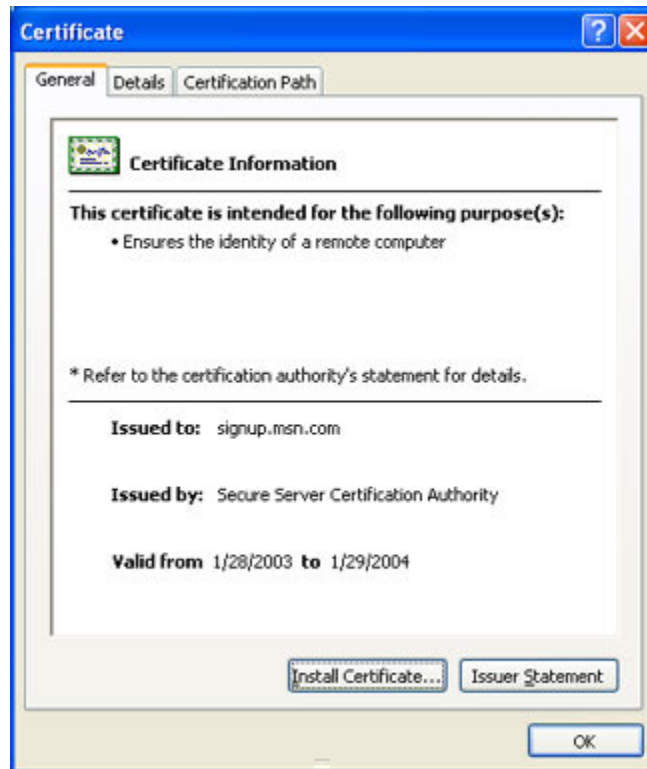 Certificate
General Details Certification Path
Certificate Information
This certificate is intended for the following purpose(s):
• Ensures the identity of a remote computer
* Refer to the certification authority's statement for details.
Issued to: signup.msn.com
Issued by: Secure Server Certification Authority
Valid from 1/28/2003 to 1/29/2004
Install Certificate... Issuer Statement
OK